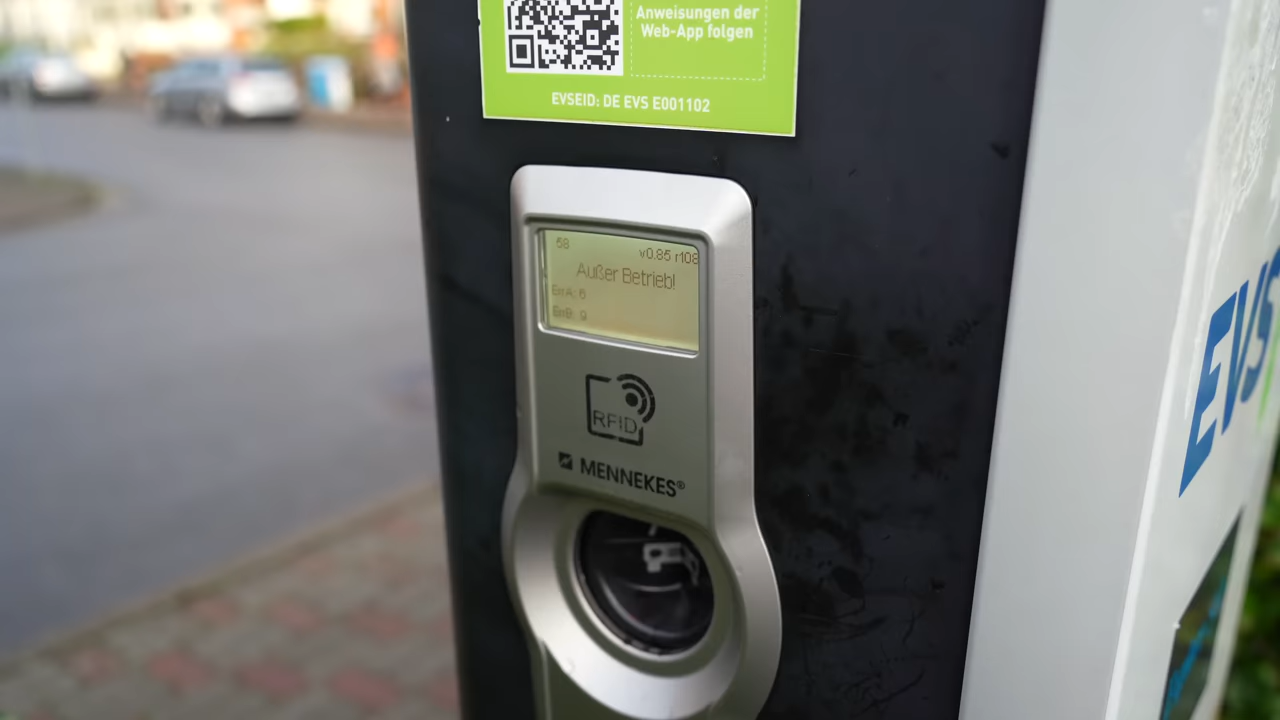 Anweisungen der
Web-App folgen
EVSEID: DE EVS E001102
58
v0.85 r108
Außer Betrieb!
ErrA: 6
ErrB: 9
RFID
MENNEKES®
EVS